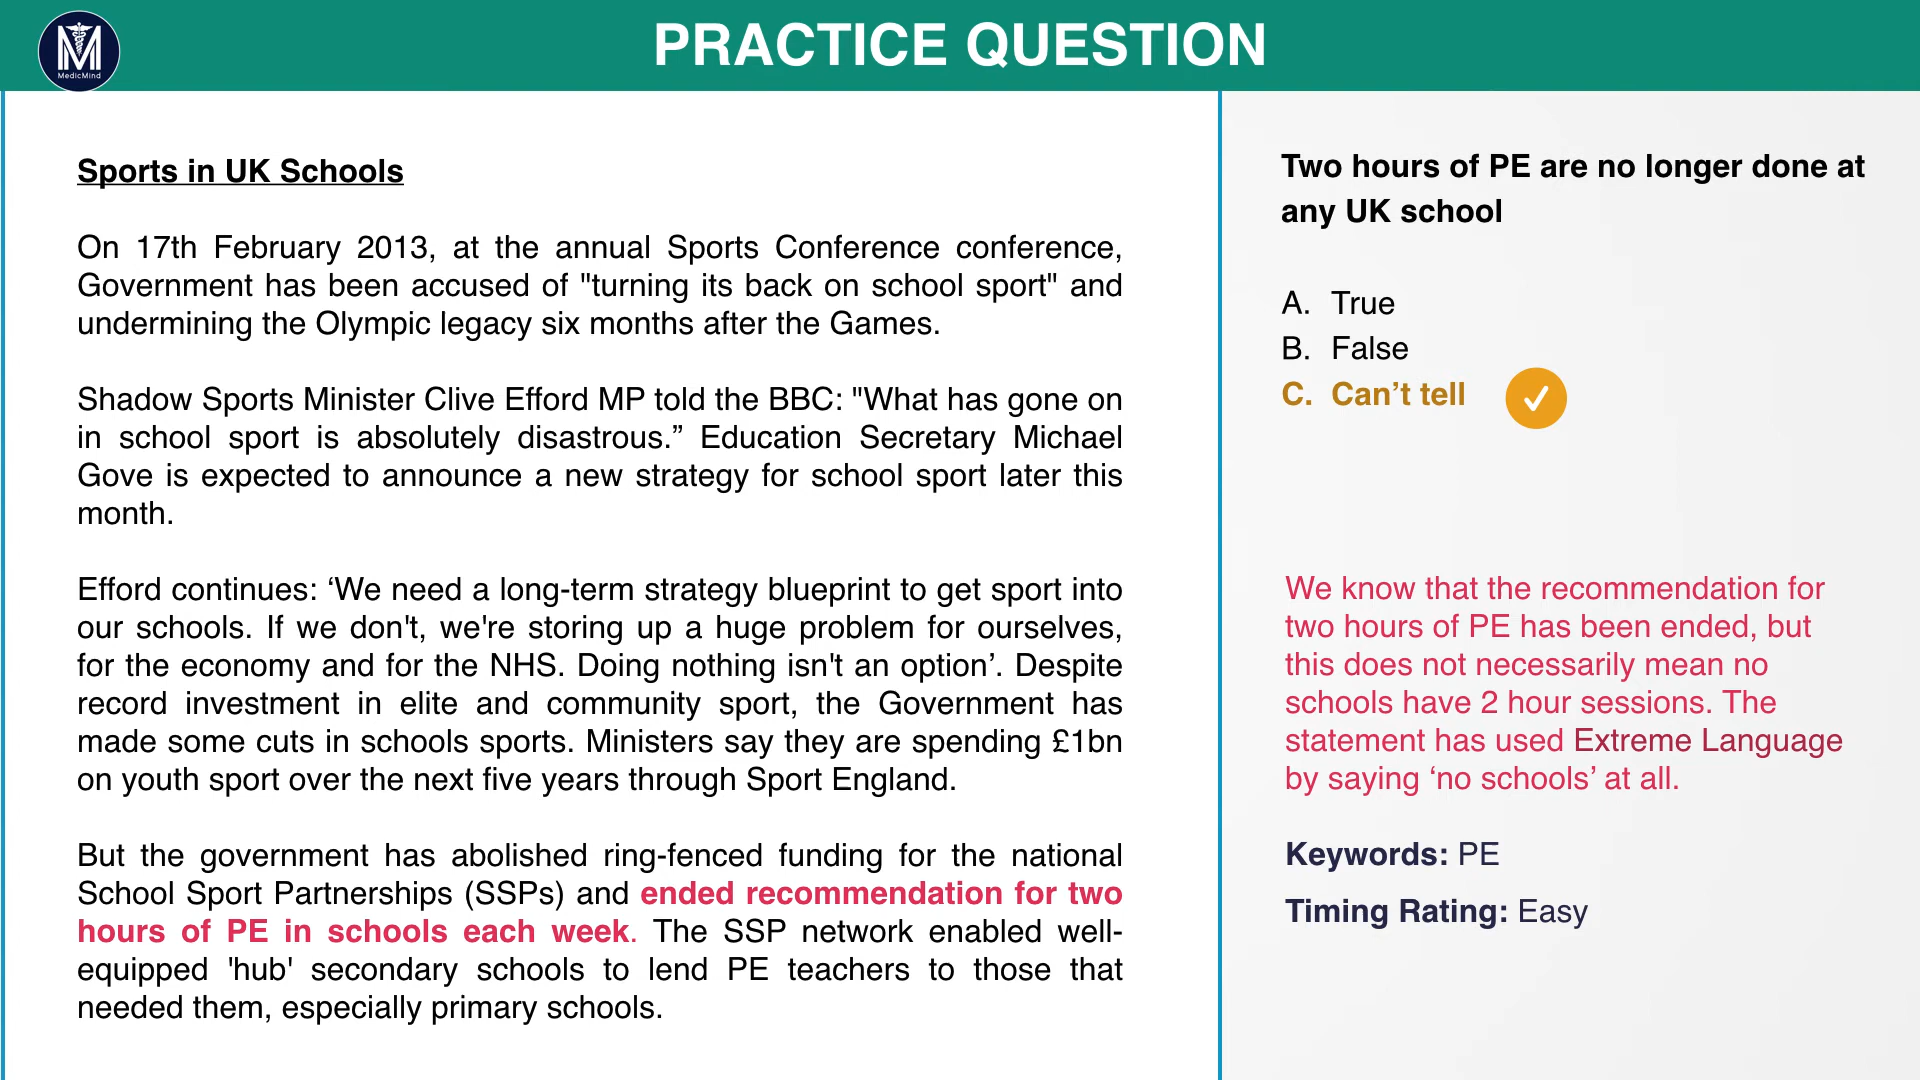 MedicMind
PRACTICE QUESTION
Sports in UK Schools
On 17th February 2013, at the annual Sports Conference conference,
Government has been accused of "turning its back on school sport" and
undermining the Olympic legacy six months after the Games.
Shadow Sports Minister Clive Efford MP told the BBC: "What has gone on
in school sport is absolutely disastrous.” Education Secretary Michael
Gove is expected to announce a new strategy for school sport later this
month.
Efford continues: ‘We need a long-term strategy blueprint to get sport into
our schools. If we don't, we're storing up a huge problem for ourselves,
for the economy and for the NHS. Doing nothing isn't an option’. Despite
record investment in elite and community sport, the Government has
made some cuts in schools sports. Ministers say they are spending £1bn
on youth sport over the next five years through Sport England.
But the government has abolished ring-fenced funding for the national
School Sport Partnerships (SSPs) and ended recommendation for two
hours of PE in schools each week. The SSP network enabled well-
equipped 'hub' secondary schools to lend PE teachers to those that
needed them, especially primary schools.
Two hours of PE are no longer done at
any UK school
A. True
B. False
C. Can’t tell
We know that the recommendation for
two hours of PE has been ended, but
this does not necessarily mean no
schools have 2 hour sessions. The
statement has used Extreme Language
by saying ‘no schools’ at all.
Keywords: PE
Timing Rating: Easy